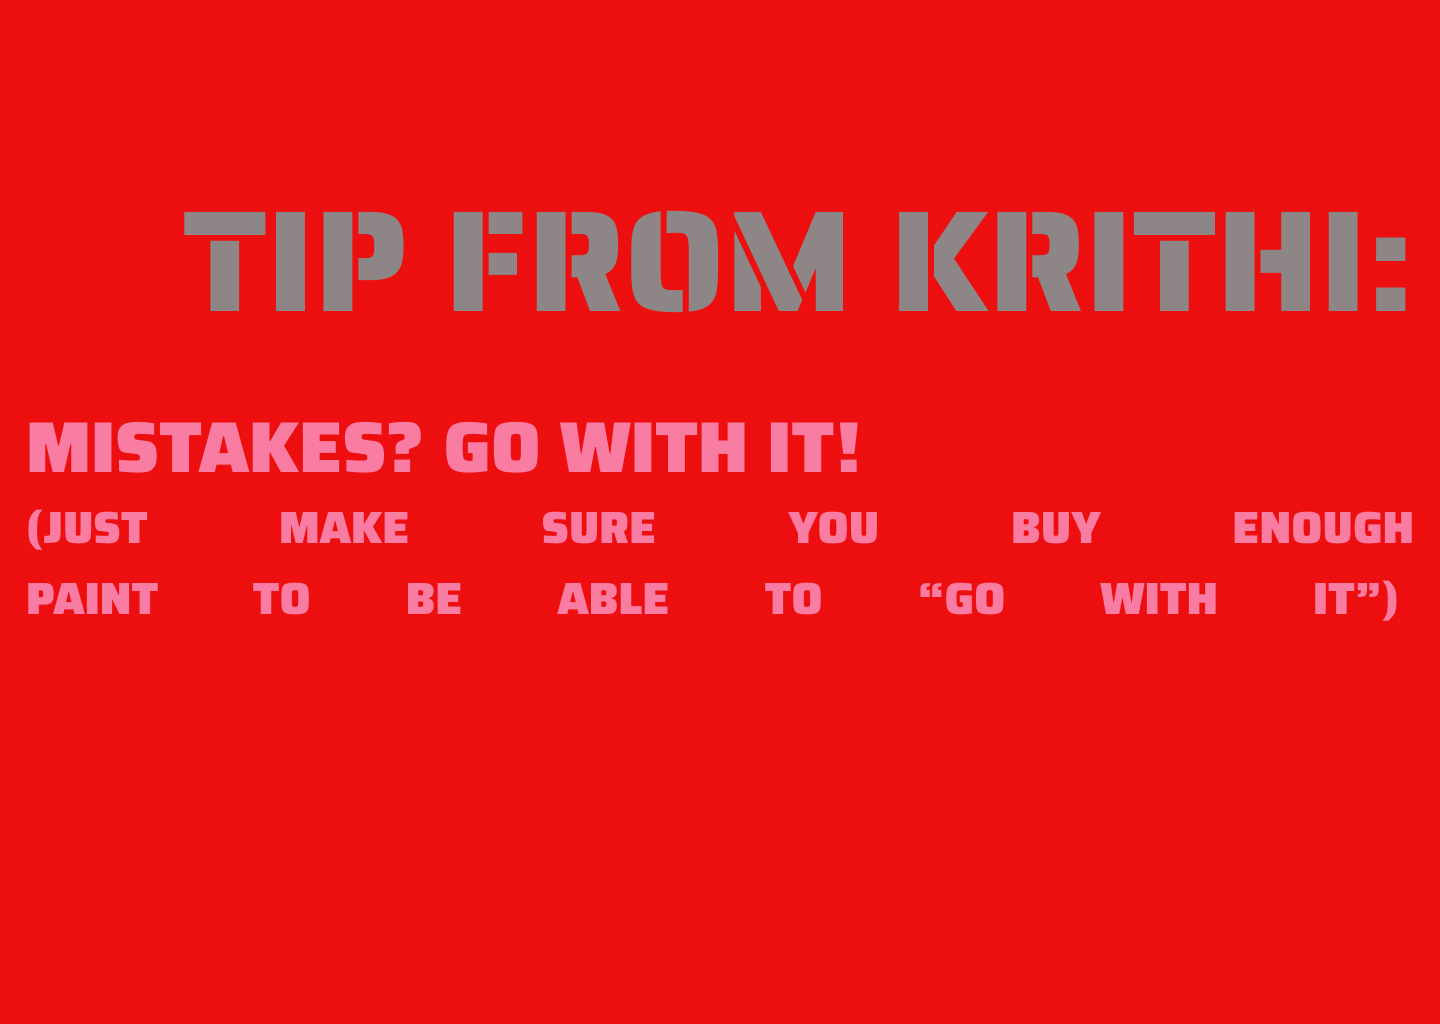 TIP FROM KRITHI:
MISTAKES? GO WITH IT!
(JUST MAKE SURE YOU BUY ENOUGH
PAINT TO BE ABLE TO “GO WITH IT”)